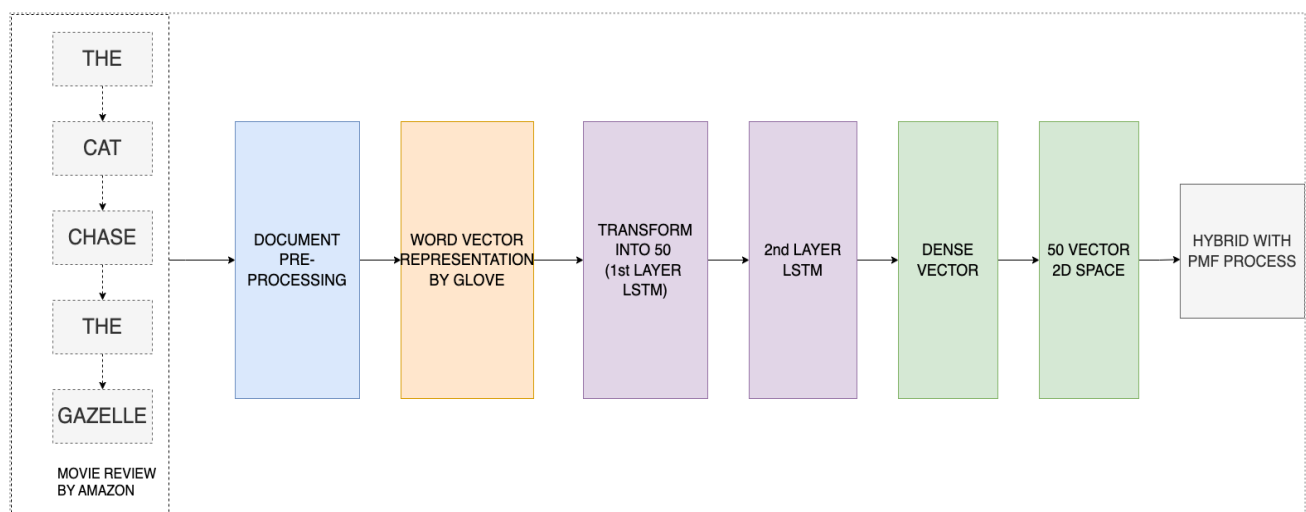 THE
CAT
CHASE
THE
GAZELLE
MOVIE REVIEW
BY AMAZON
DOCUMENT
PRE-
PROCESSING
WORD VECTOR
REPRESENTATION
BY GLOVE
TRANSFORM
INTO 50
(1st LAYER
LSTM)
2nd LAYER
LSTM
DENSE
VECTOR
50 VECTOR
2D SPACE
HYBRID WITH
PMF PROCESS